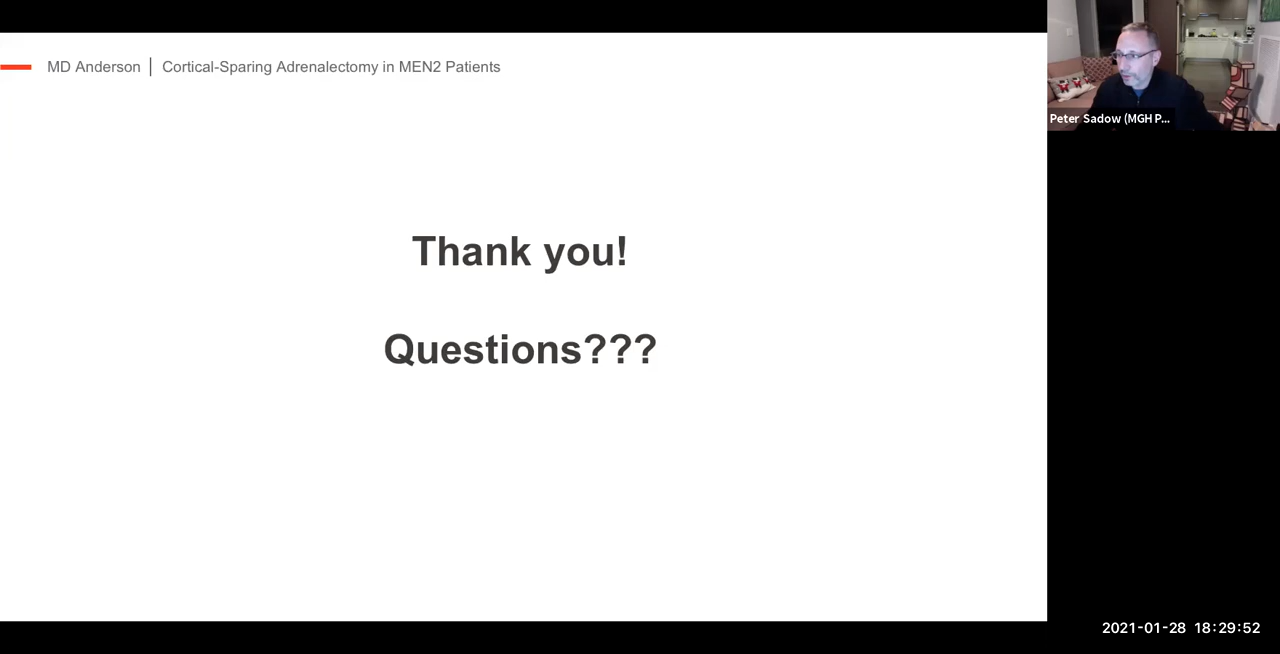 MD Anderson | Cortical-Sparing Adrenalectomy in MEN2 Patients
Thank you!
Questions???
Peter Sadow (MGH P...
2021-01-28 18:29:52